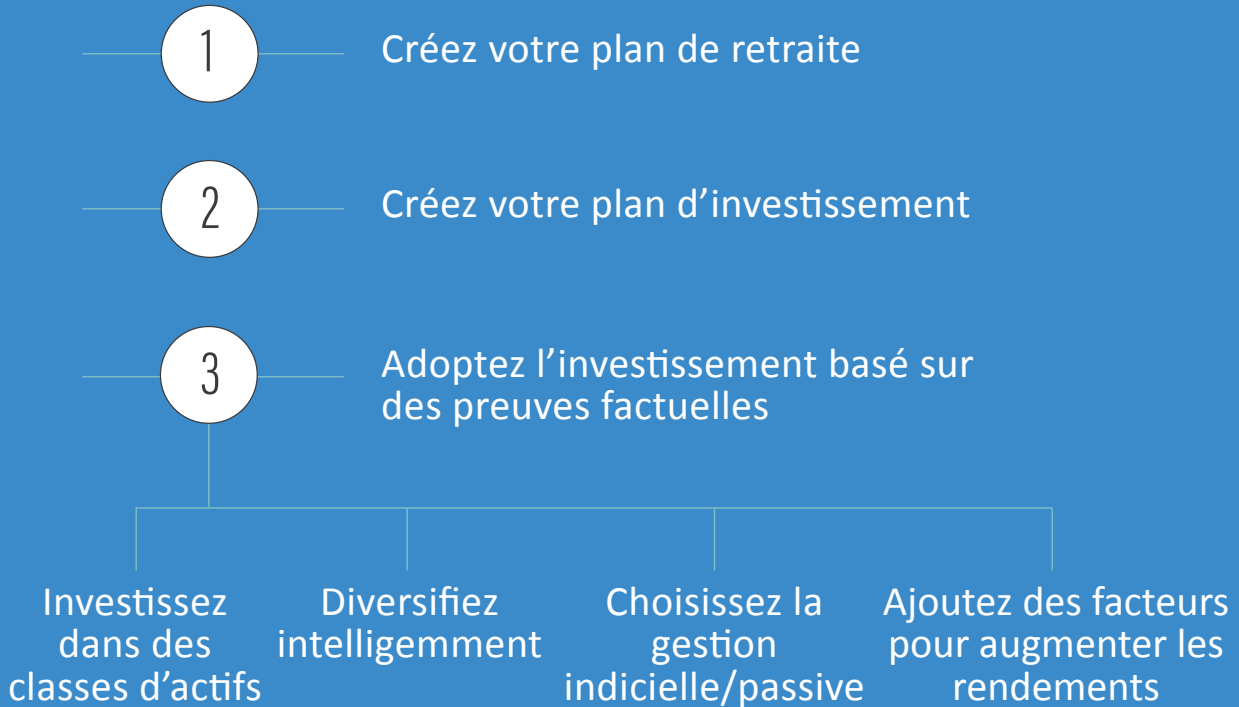 1
Créez votre plan de retraite
2
Créez votre plan d’investissement
3
Adoptez l’investissement basé sur
des preuves factuelles
Investissez
dans des
classes d’actifs
Diversifiez
intelligemment
Choisissez la
gestion
indicielle/passive
Ajoutez des facteurs
pour augmenter les
rendements